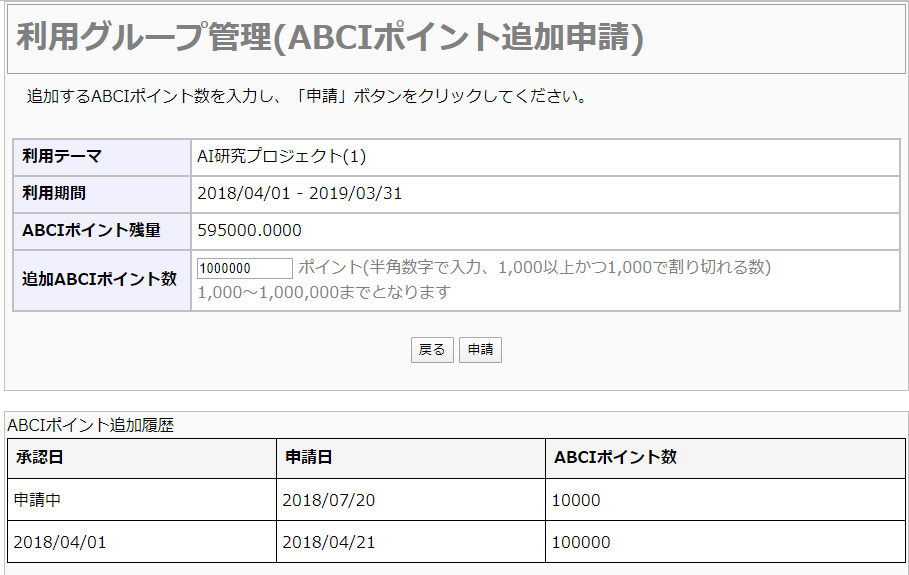 利用グループ管理(ABCIポイント追加申請)
追加するABCIポイント数を入力し、「申請」ボタンをクリックしてください。
利用テーマ AI研究プロジェクト(1)
利用期間 2018/04/01 - 2019/03/31
ABCIポイント残量 595000.0000
追加ABCIポイント数 1000000 ポイント(半角数字で入力、1,000以上かつ1,000で割り切れる数)
1,000～1,000,000までとなります
戻る 申請
ABCIポイント追加履歴
承認日 申請日 ABCIポイント数
申請中 2018/07/20 10000
2018/04/01 2018/04/21 100000